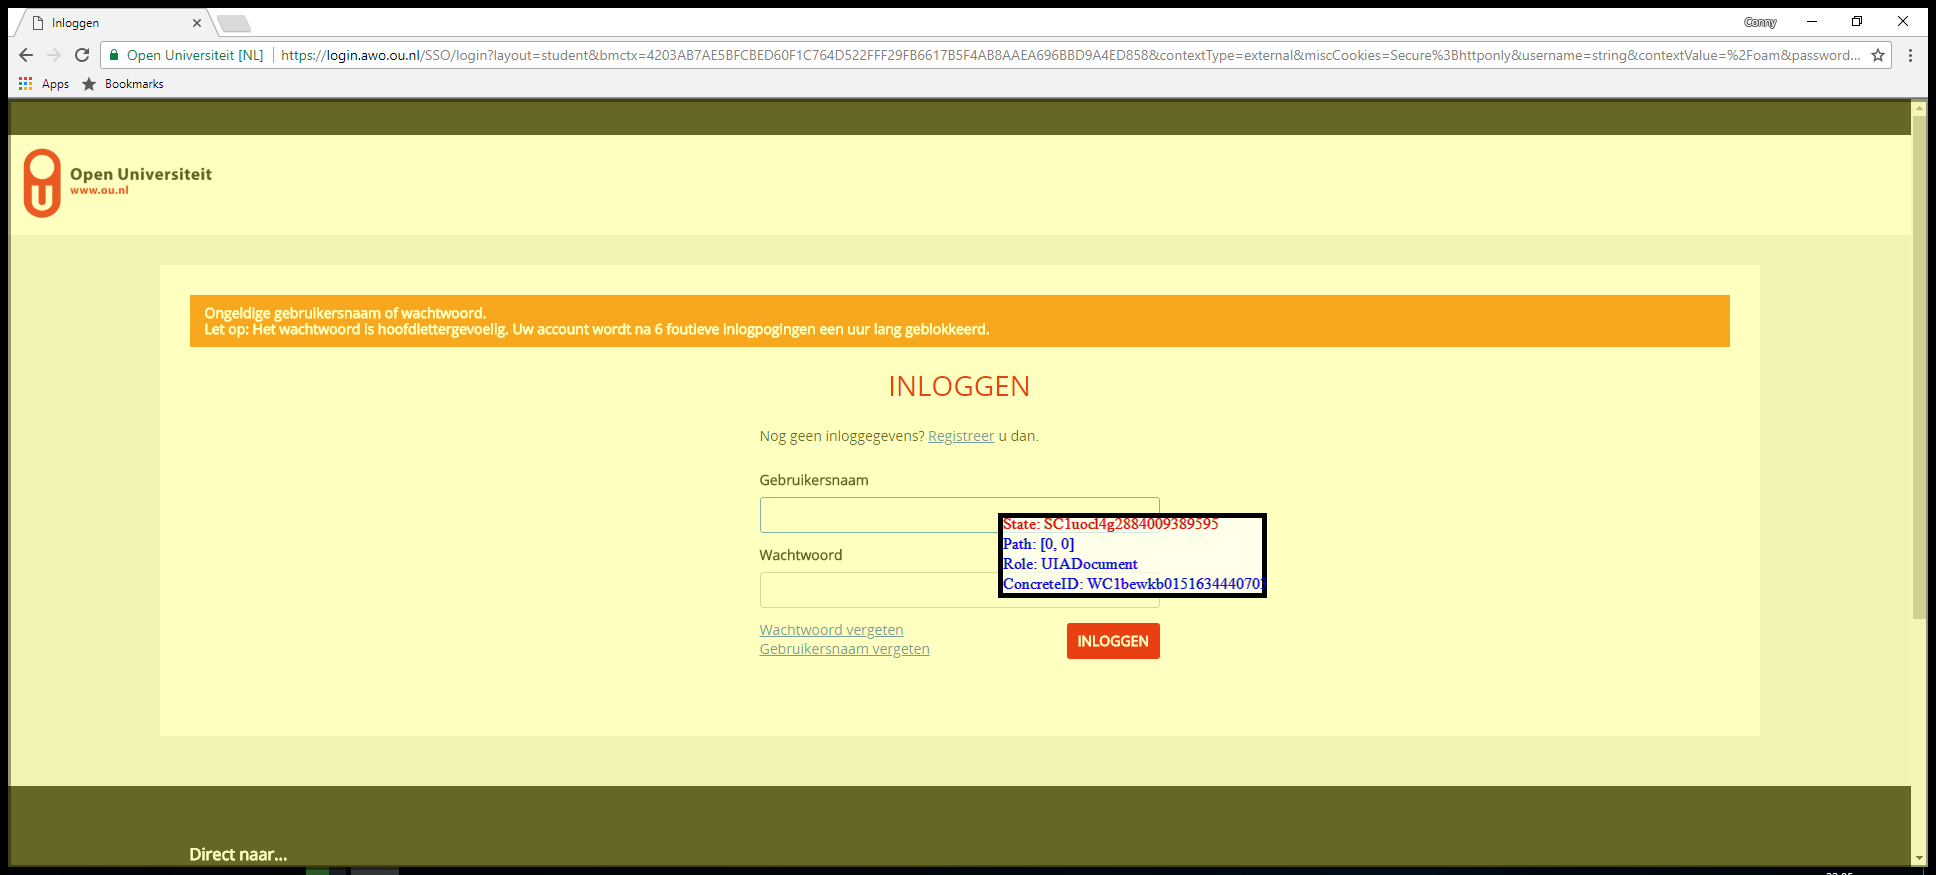 Inloggen
Conny
Open Universiteit [NL]
https://login.awo.ou.nl/SSO/login?layout=student&bmctx=4203AB7AE5BFCBED60F1C764D522FFF29FB6617B5F4AB8AAEA696BBD9A4ED858&contextType=external&miscCookies=Secure%3Bhttponly&username=string&contextValue=%2Foam&password...
Apps
Bookmarks
Open Universiteit
www.ou.nl
Ongeldige gebruikersnaam of wachtwoord.
Let op: Het wachtwoord is hoofdlettergevoelig. Uw account wordt na 6 foutieve inlogpogingen een uur lang geblokkeerd.
INLOGGEN
Nog geen inloggegevens? Registreer u dan.
Gebruikersnaam
State: SC1uocl4g2884009389595
Path: [0, 0]
Role: UIADocument
Wachtwoord
ConcreteID: WC1bewkb0151634440703
Wachtwoord vergeten
INLOGGEN
Gebruikersnaam vergeten
Direct naar...